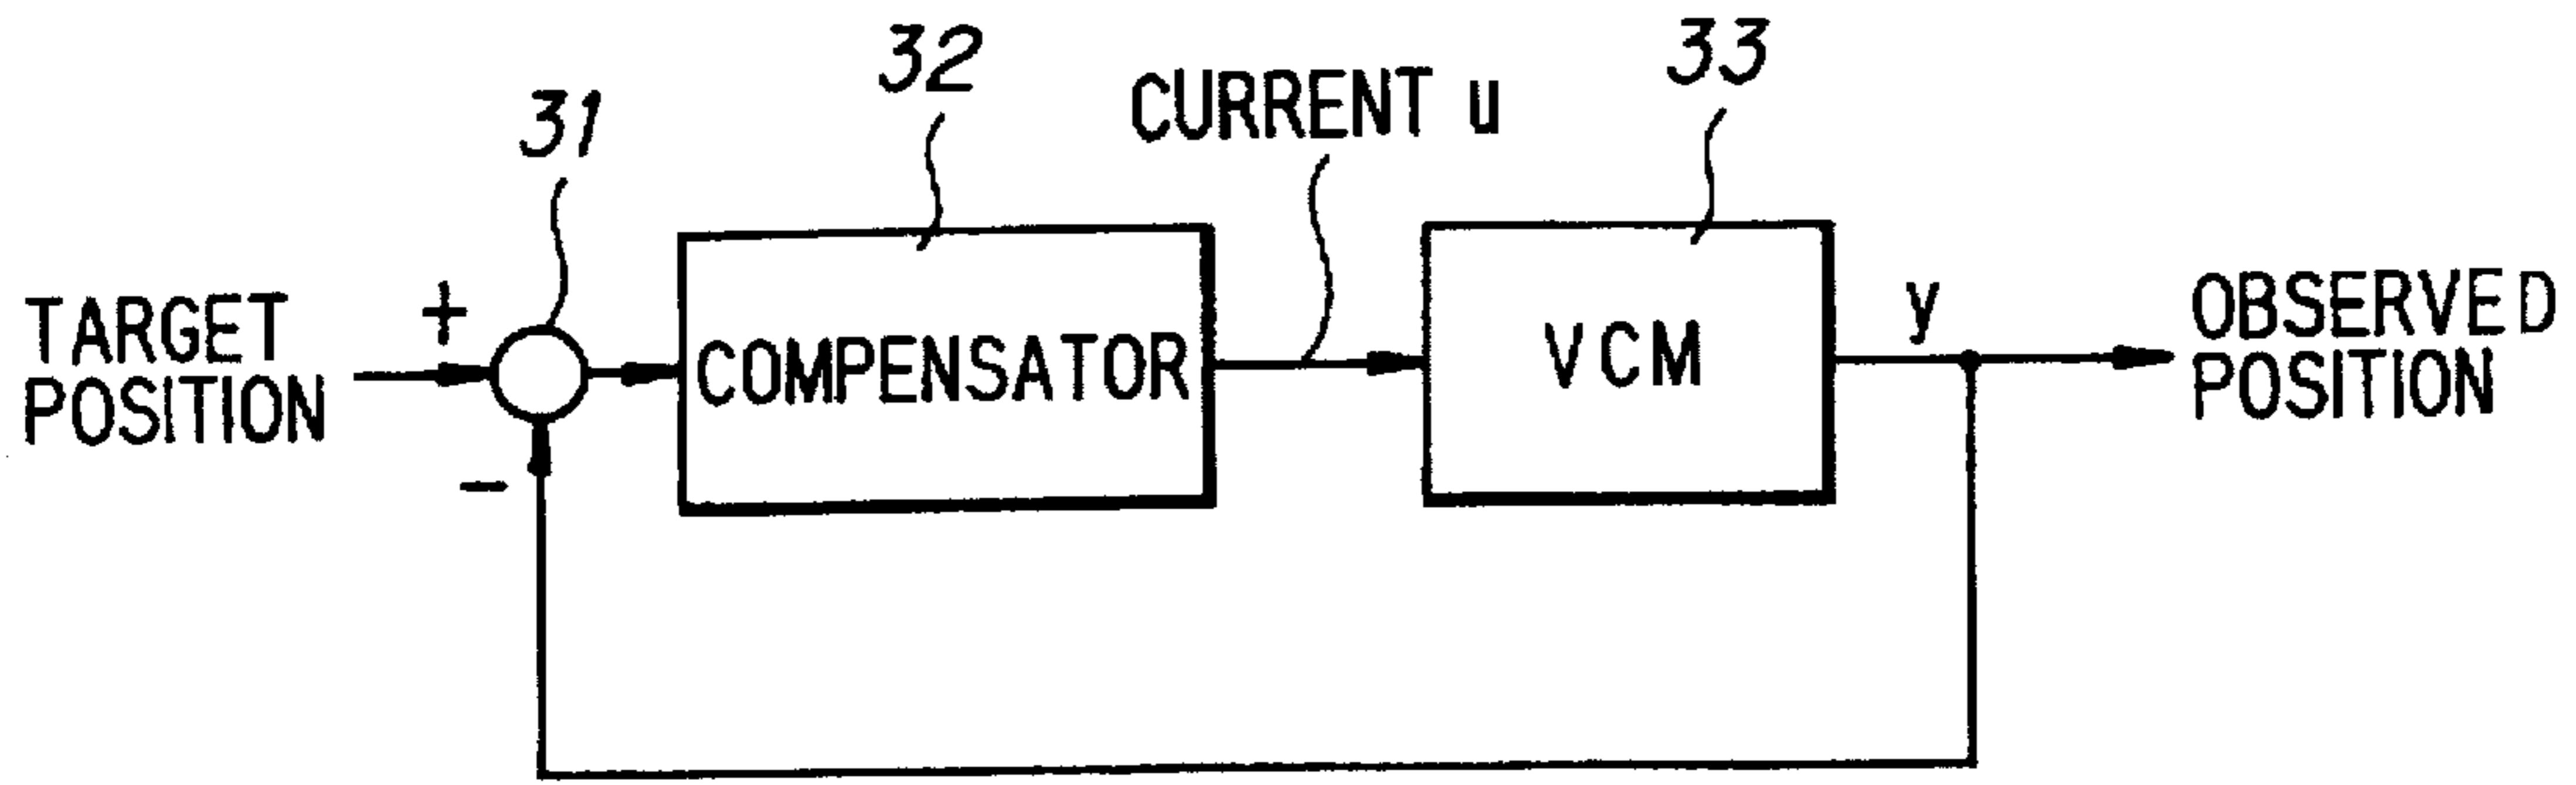 31
32
CURRENT u
33
TARGET
POSITION
+
-
COMPENSATOR
VCM
y
OBSERVED
POSITION